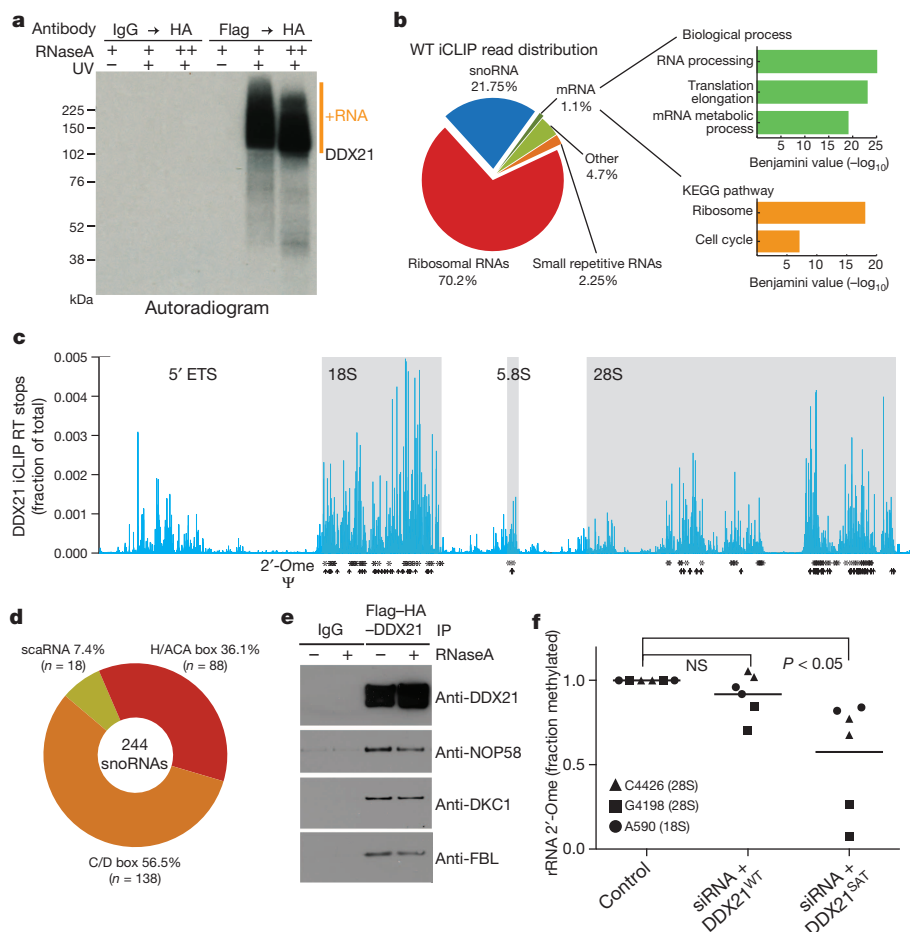 a
Antibody IgG → HA Flag → HA
RNaseA + + ++ + + ++
UV – + + – + +
225
150
102
76
52
38
kDa
+RNA
DDX21
Autoradiogram
b
WT iCLIP read distribution
snoRNA
21.75%
mRNA
1.1%
Other
4.7%
Small repetitive RNAs
2.25%
Ribosomal RNAs
70.2%
Biological process
RNA processing
Translation
elongation
mRNA metabolic
process
5 10 15 20 25
Benjamini value (–log10)
KEGG pathway
Ribosome
Cell cycle
5 10 15 20
Benjamini value (–log10)
c
DDX21 iCLIP RT stops
(fraction of total)
0.005
0.004
0.003
0.002
0.001
0.000
5′ ETS
18S
5.8S
28S
2′-Ome
Ψ
d
scaRNA 7.4%
(n = 18)
H/ACA box 36.1%
(n = 88)
244
snoRNAs
C/D box 56.5%
(n = 138)
e
Flag–HA
IgG –DDX21 IP
– + – + RNaseA
Anti-DDX21
Anti-NOP58
Anti-DKC1
Anti-FBL
f
rRNA 2′-Ome (fraction methylated)
1.0
0.5
0.0
NS
P < 0.05
C4426 (28S)
G4198 (28S)
A590 (18S)
Control
siRNA +
DDX21WT
siRNA +
DDX21SAT